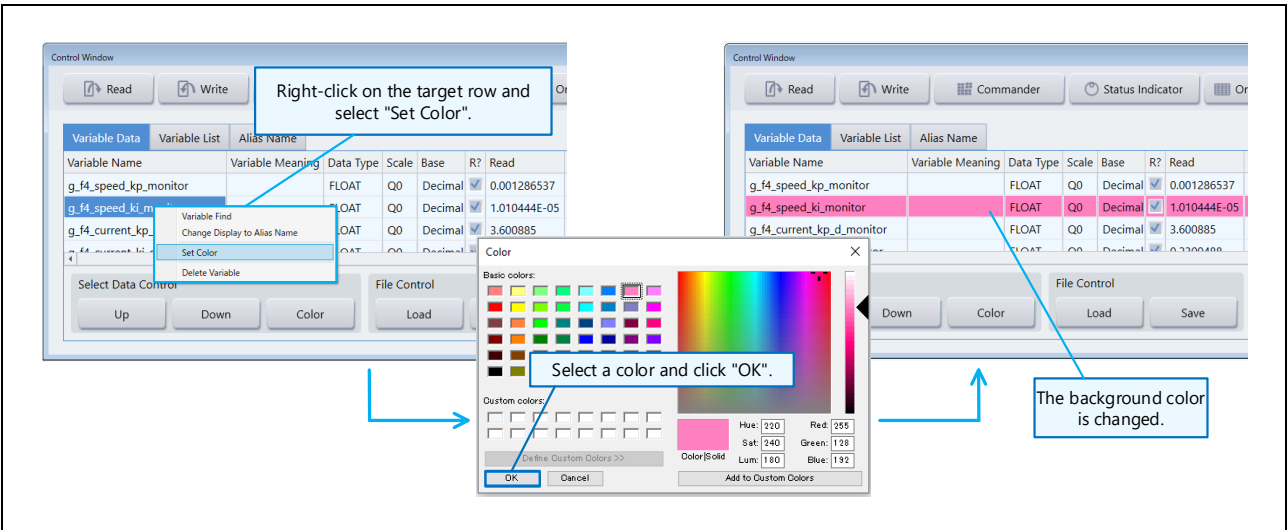 Control Window
Read
Write
Right-click on the target row and
select "Set Color".
Variable Data
Variable List
Alias Name
Variable Name
Variable Meaning
Data Type
Scale
Base
R?
Read
g_f4_speed_kp_monitor
FLOAT
Q0
Decimal
0.001286537
g_f4_speed_ki_m
FLOAT
Q0
Decimal
1.010444E-05
g_f4_current_kp_
Q0
Decimal
3.600885
Variable Find
Change Display to Alias Name
Set Color
Delete Variable
Select Data Control
Up
Down
Color
File Control
Load
Color
Basic colors:
Select a color and click "OK".
Custom colors:
Define Custom Colors >>
OK
Cancel
Color|Solid
Hue: 220
Sat: 240
Lum: 180
Red: 255
Green: 128
Blue: 192
Add to Custom Colors
Control Window
Read
Write
Commander
Status Indicator
Variable Data
Variable List
Alias Name
Variable Name
Variable Meaning
Data Type
Scale
Base
R?
Read
g_f4_speed_kp_monitor
FLOAT
Q0
Decimal
0.001286537
g_f4_speed_ki_monitor
FLOAT
Q0
Decimal
1.010444E-05
g_f4_current_kp_d_monitor
FLOAT
Q0
Decimal
3.600885
Down
Color
File Control
Load
Save
The background color
is changed.